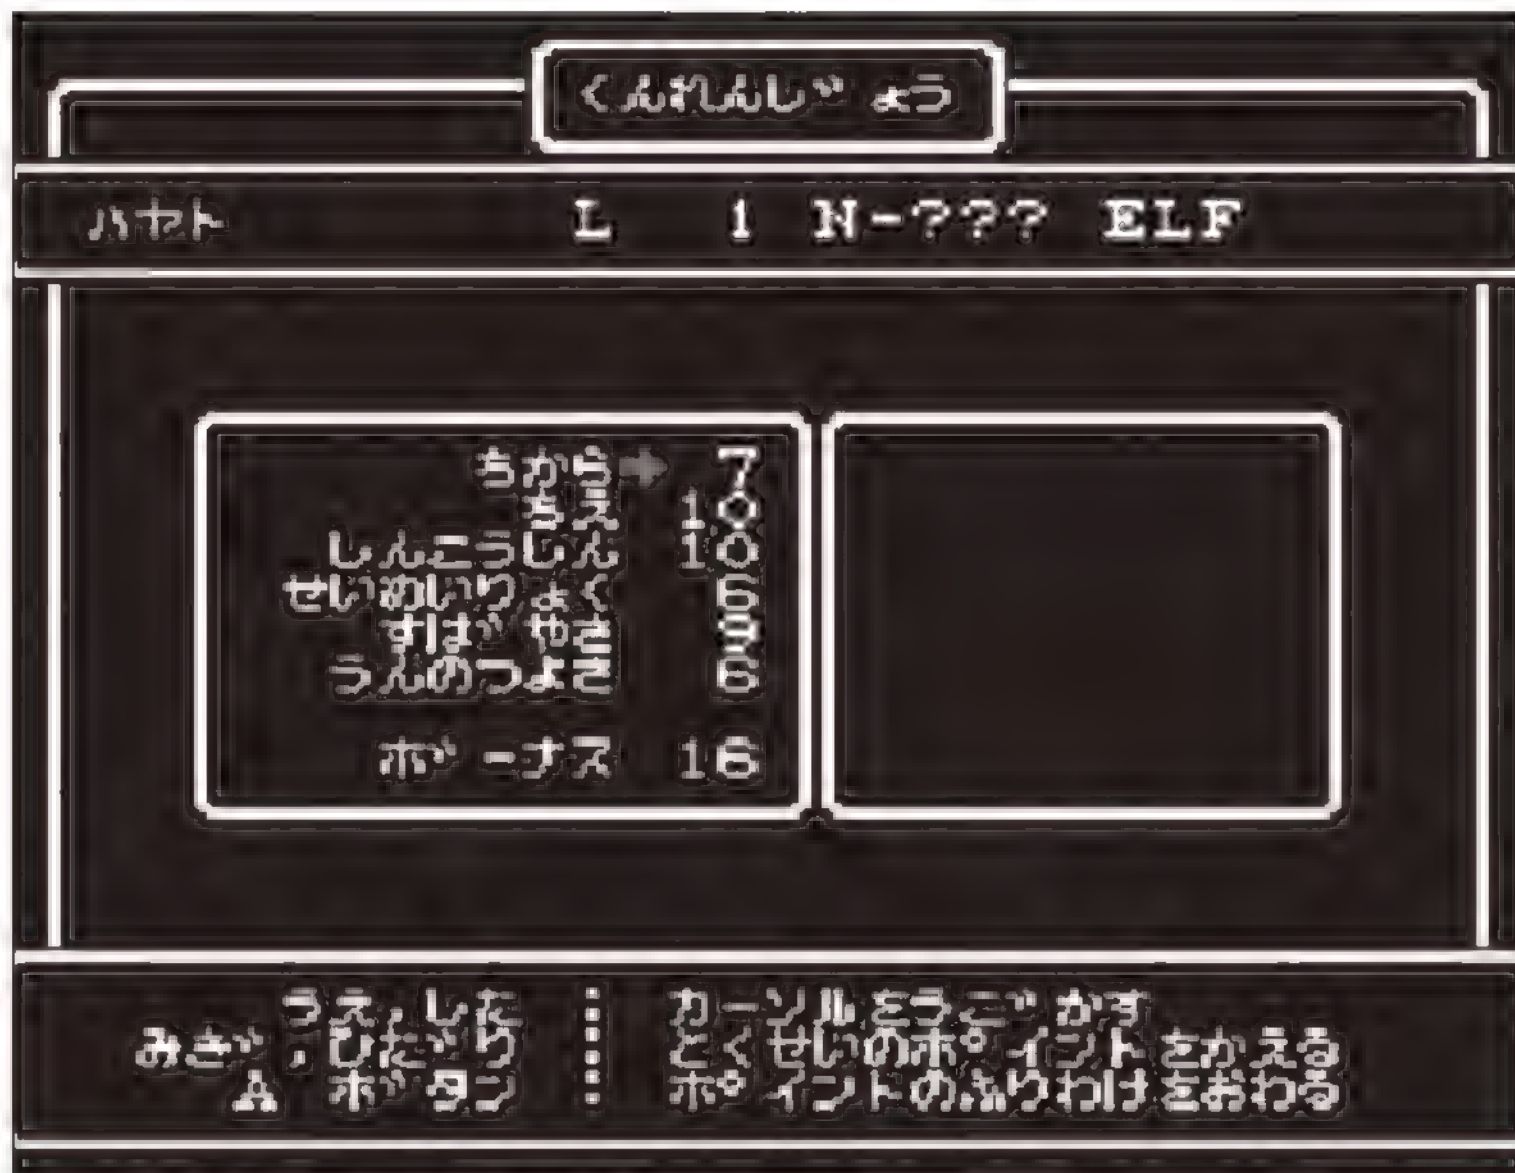 くんれんじょう
ハヤト L 1 N-??? ELF
ちから→ 7
ちえ 10
しんこうしん 10
せいめいりょく 6
すばやさ 9
うんのつよさ 6
ボーナス 16
うえ,した : カーソルをうごかす
みぎ,ひだり : とくせいのポイントをかえる
A ボタン : ポイントのふりわけをおわる